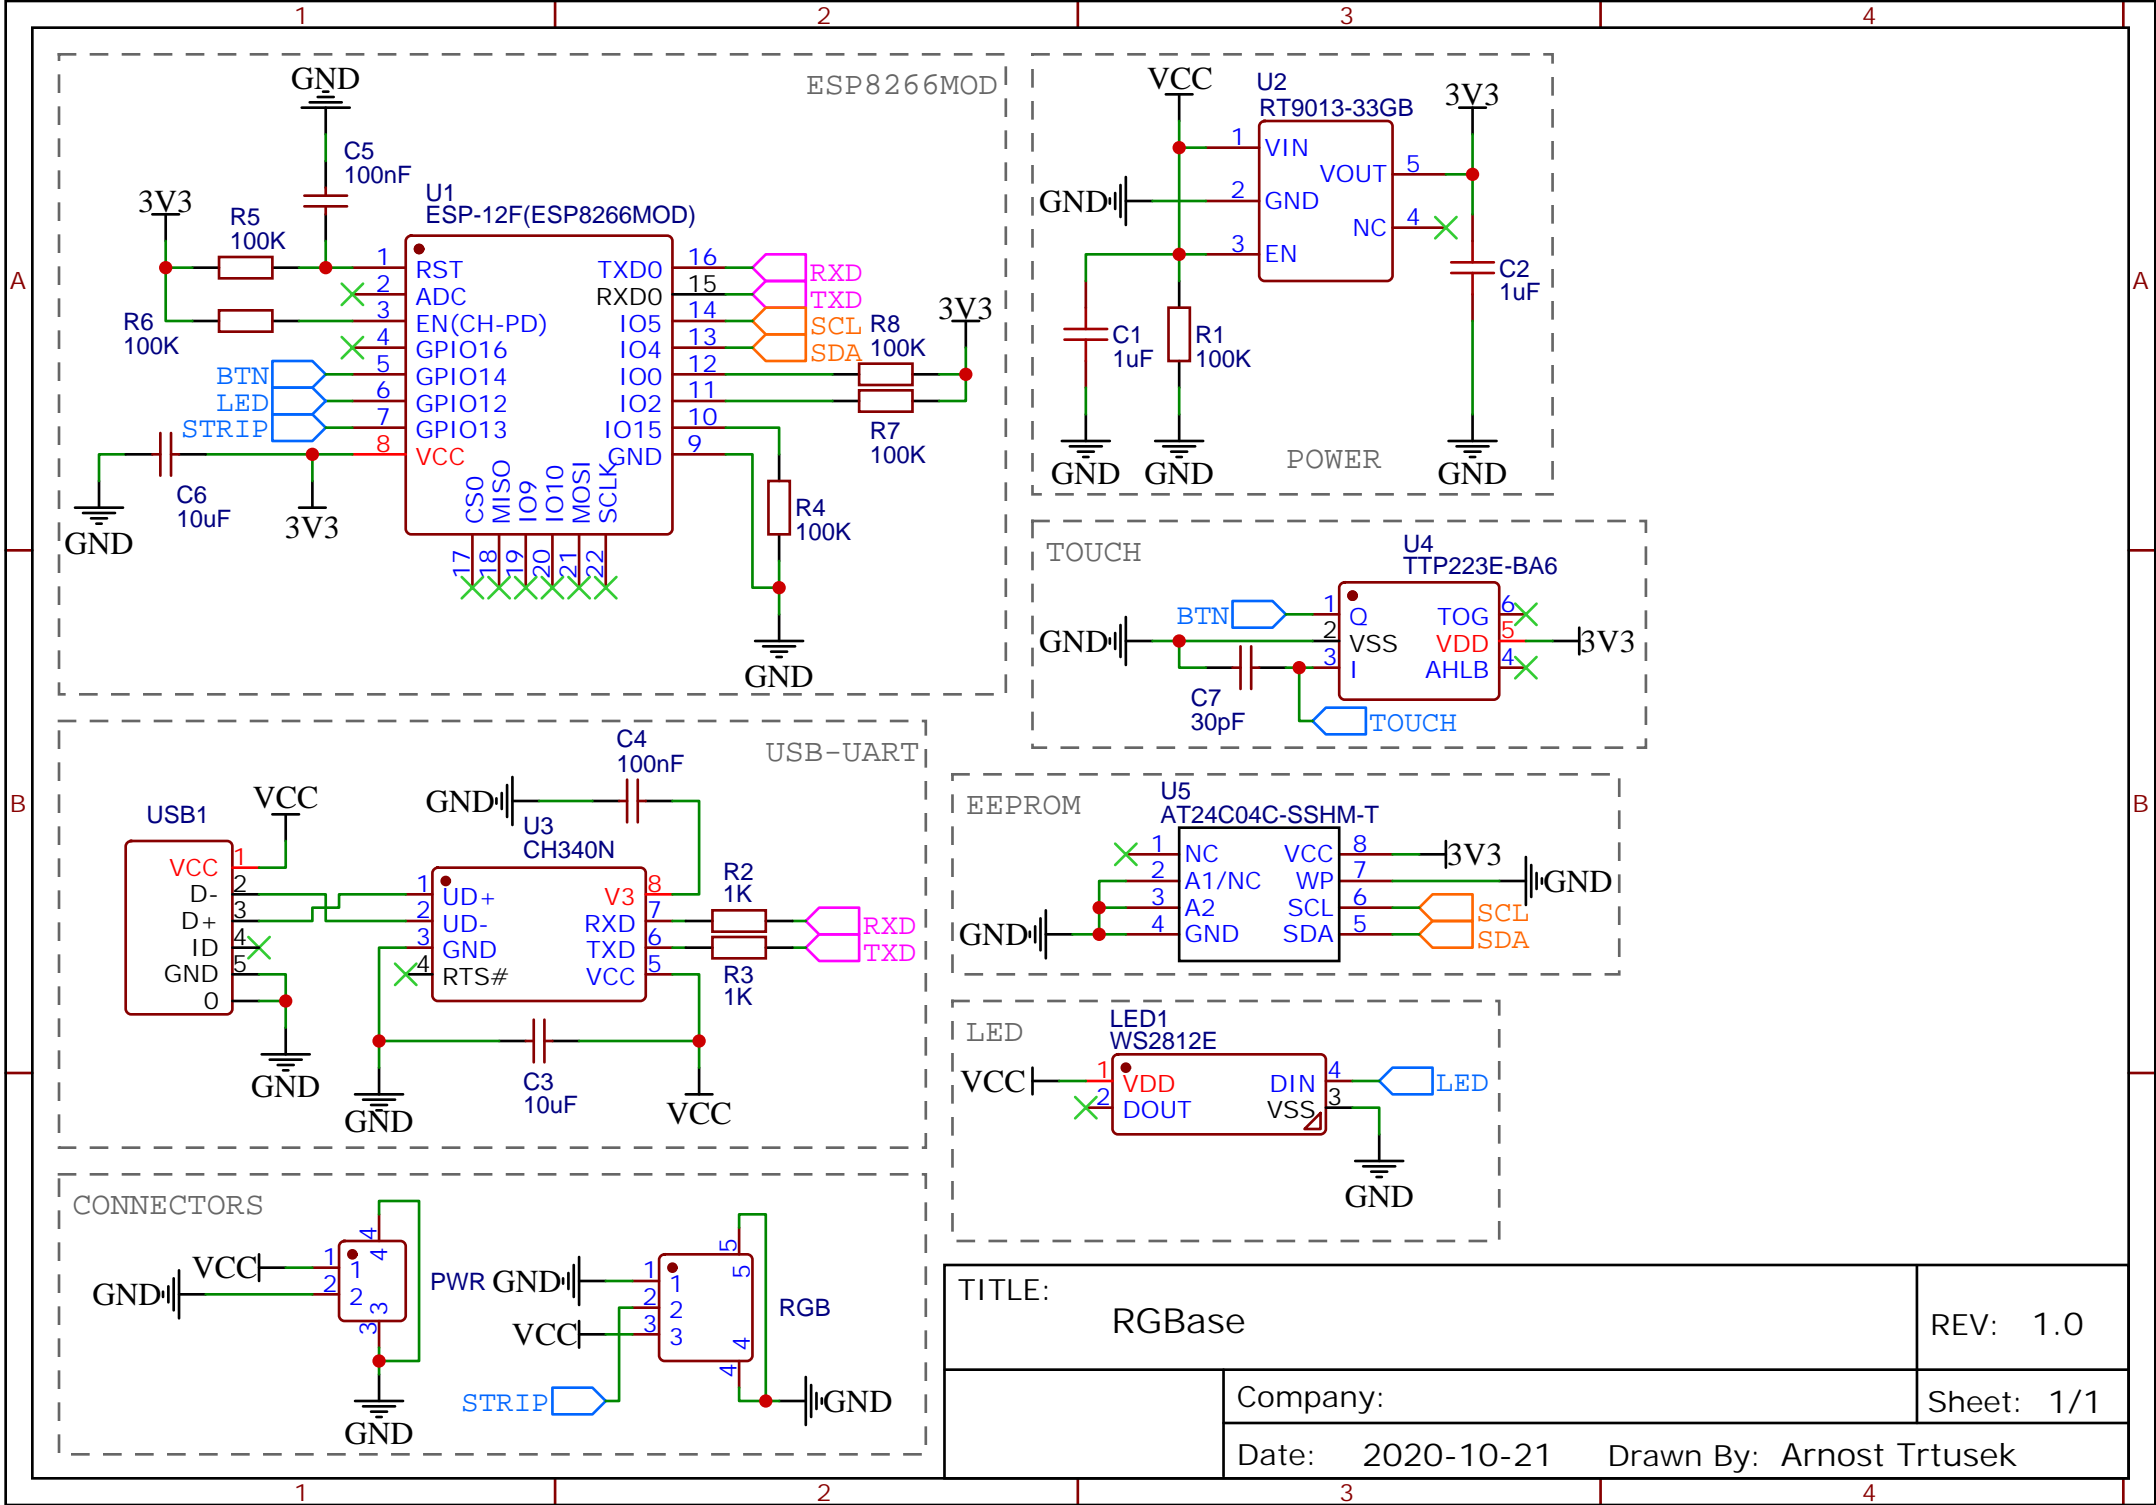 1 2 3 4
A
B
A
B
1 2 3 4
ESP8266MOD
GND
C5
100nF
3V3
R5
100K
R6
100K
U1
ESP-12F(ESP8266MOD)
1 RST
2 ADC
3 EN(CH-PD)
4 GPIO16
BTN 5 GPIO14
LED 6 GPIO12
STRIP 7 GPIO13
8 VCC
TXD0 16 RXD
RXD0 15 TXD
IO5 14 SCL
IO4 13 SDA
IO0 12
IO2 11
IO15 10
GND 9
CS0 MISO IO9 IO10 MOSI SCLK
17 18 19 20 21 22
R8
100K
3V3
R7
100K
R4
100K
GND
C6
10uF
GND
3V3
POWER
VCC
U2
RT9013-33GB
3V3
1 VIN
GND 2 GND
3 EN
VOUT 5
NC 4
C1
1uF
R1
100K
C2
1uF
GND
GND
GND
TOUCH
U4
TTP223E-BA6
BTN 1 Q
GND 2 VSS
3 I
TOG 6
VDD 5 3V3
AHLB 4
C7
30pF
TOUCH
USB-UART
C4
100nF
GND
VCC
USB1
VCC 1
D- 2
D+ 3
ID 4
GND 5
0
GND
U3
CH340N
1 UD+
2 UD-
3 GND
4 RTS#
V3 8
RXD 7
TXD 6
VCC 5
R2
1K
R3
1K
RXD
TXD
C3
10uF
GND
VCC
EEPROM
U5
AT24C04C-SSHM-T
1 NC
2 A1/NC
3 A2
GND 4 GND
VCC 8 3V3
WP 7 GND
SCL 6 SCL
SDA 5 SDA
LED
LED1
WS2812E
VCC 1 VDD
2 DOUT
DIN 4 LED
VSS 3
GND
CONNECTORS
VCC 1 1
GND 2 2
4 4
3 3
PWR
GND
GND 1 1
2 2
VCC 3 3
5 5
4 4
RGB
STRIP
GND
TITLE:
RGBase
REV: 1.0
Company:
Sheet: 1/1
Date: 2020-10-21 Drawn By: Arnost Trtusek